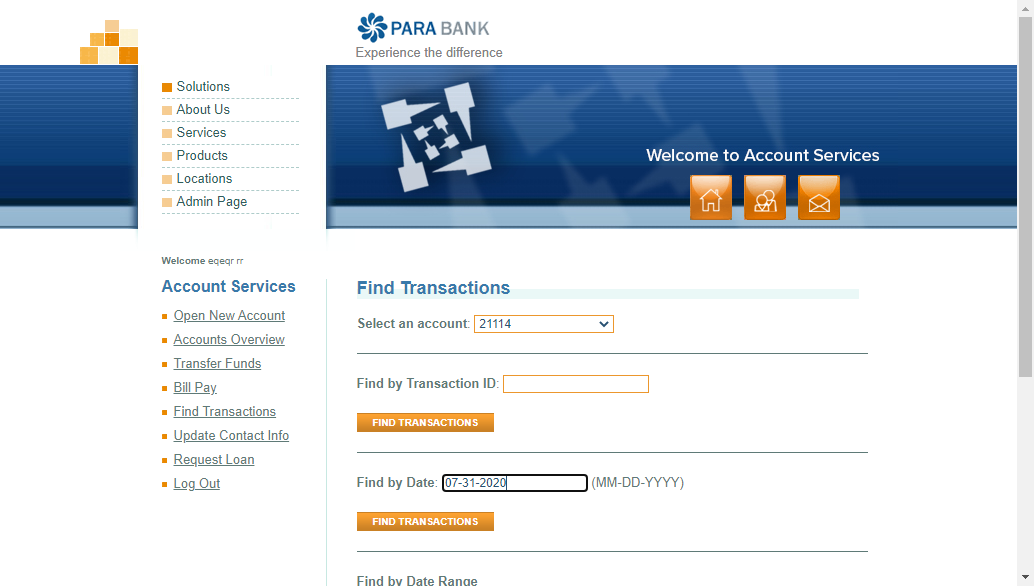 PARA BANK
Experience the difference
Solutions
About Us
Services
Products
Locations
Admin Page
Welcome to Account Services
Welcome eqeqr rr
Account Services
Open New Account
Accounts Overview
Transfer Funds
Bill Pay
Find Transactions
Update Contact Info
Request Loan
Log Out
Find Transactions
Select an account: 21114
Find by Transaction ID:
FIND TRANSACTIONS
Find by Date: 07-31-2020 (MM-DD-YYYY)
FIND TRANSACTIONS
Find by Date Range